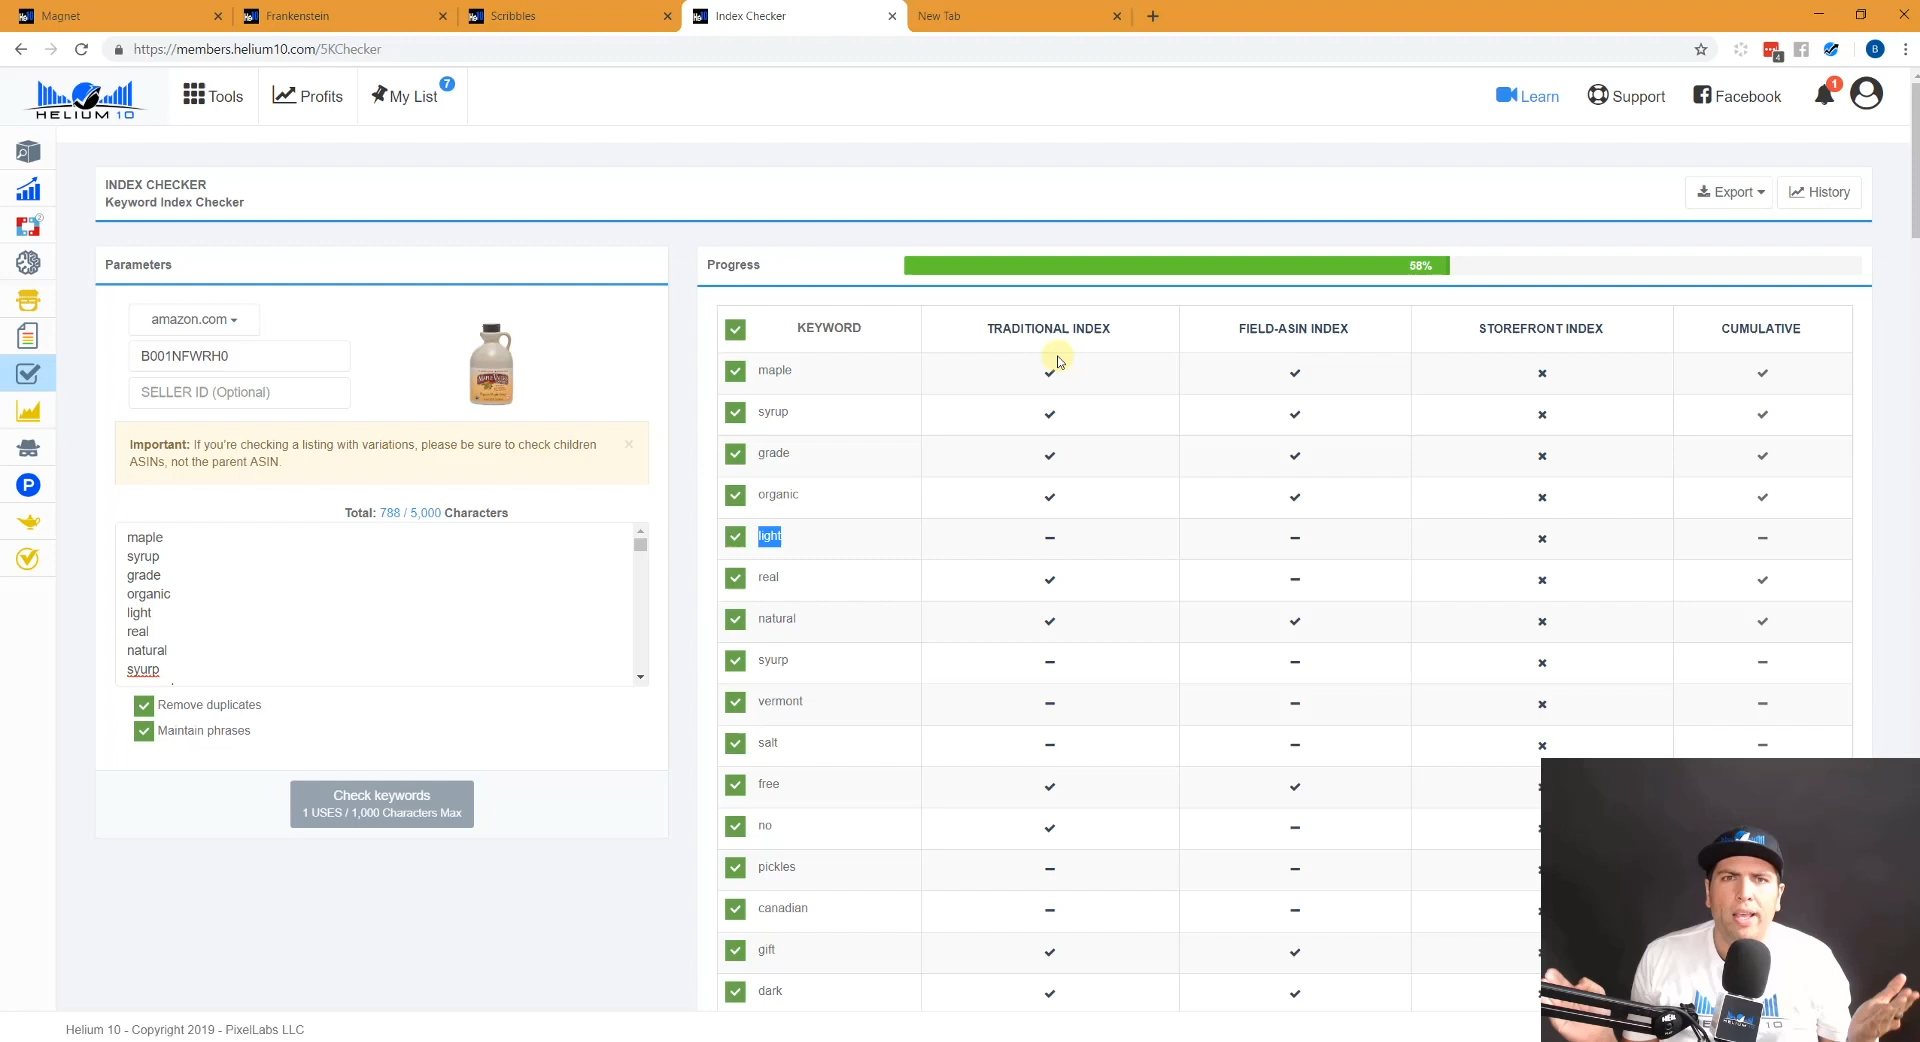 Magnet
Frankenstein
Scribbles
Index Checker
New Tab
https://members.helium10.com/5KChecker
4
B
HELIUM 10
Tools
Profits
My List
7
Learn
Support
Facebook
1
INDEX CHECKER
Keyword Index Checker
Export
History
Parameters
amazon.com
B001NFWRH0
SELLER ID (Optional)
Important: If you're checking a listing with variations, please be sure to check children
ASINs, not the parent ASIN.
Total: 788 / 5,000 Characters
maple
syrup
grade
organic
light
real
natural
syurp
Remove duplicates
Maintain phrases
Check keywords
1 USES / 1,000 Characters Max
Progress
58%
KEYWORD TRADITIONAL INDEX FIELD-ASIN INDEX STOREFRONT INDEX CUMULATIVE
maple
syrup
grade
organic
light
real
natural
syurp
vermont
salt
free
no
pickles
canadian
gift
dark
P
Helium 10 - Copyright 2019 - PixelLabs LLC
HELIUM 10